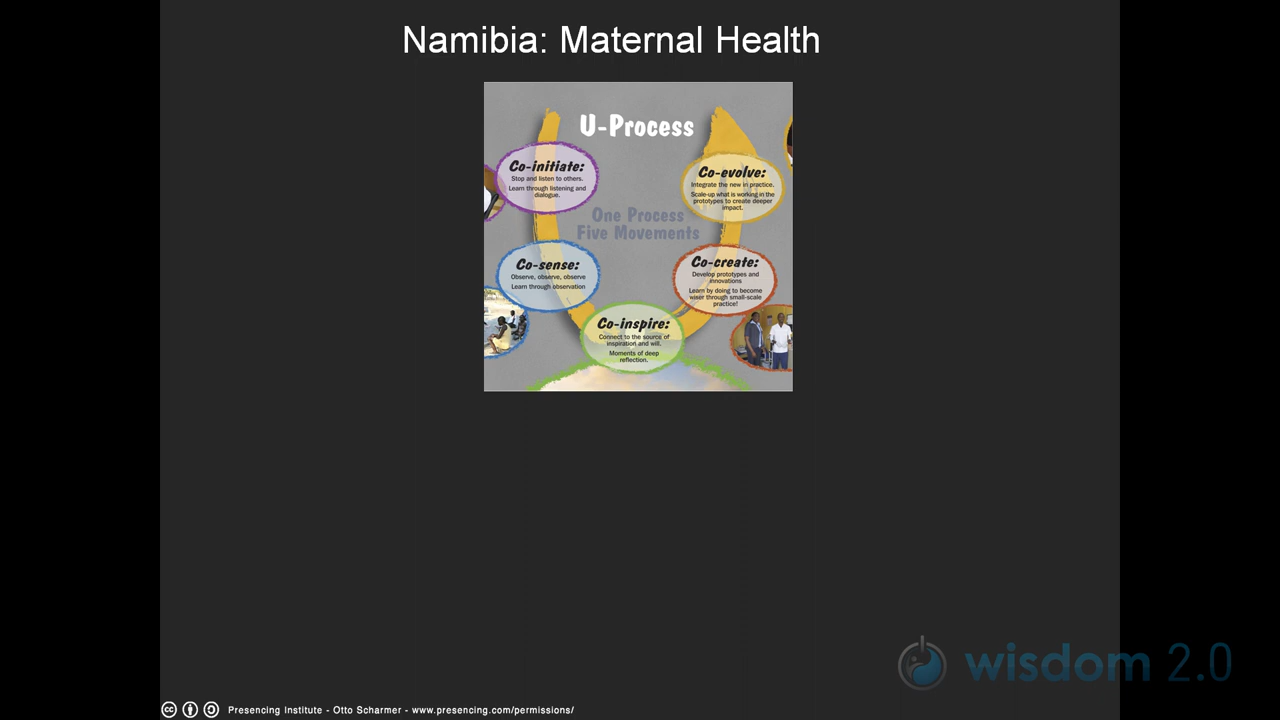 Namibia: Maternal Health
U-Process
Co-initiate:
Stop and listen to others.
Learn through listening and
dialogue.
Co-evolve:
Integrate the new in practice.
Scale-up what is working in the
prototypes to create deeper
impact.
One Process
Five Movements
Co-sense:
Observe, observe, observe
Learn through observation
Co-create:
Develop prototypes and
innovations
Learn by doing to become
wiser through small-scale
practice!
Co-inspire:
Connect to the source of
inspiration and will.
Moments of deep
reflection.
wisdom 2.0
cc
Presencing Institute - Otto Scharmer - www.presencing.com/permissions/